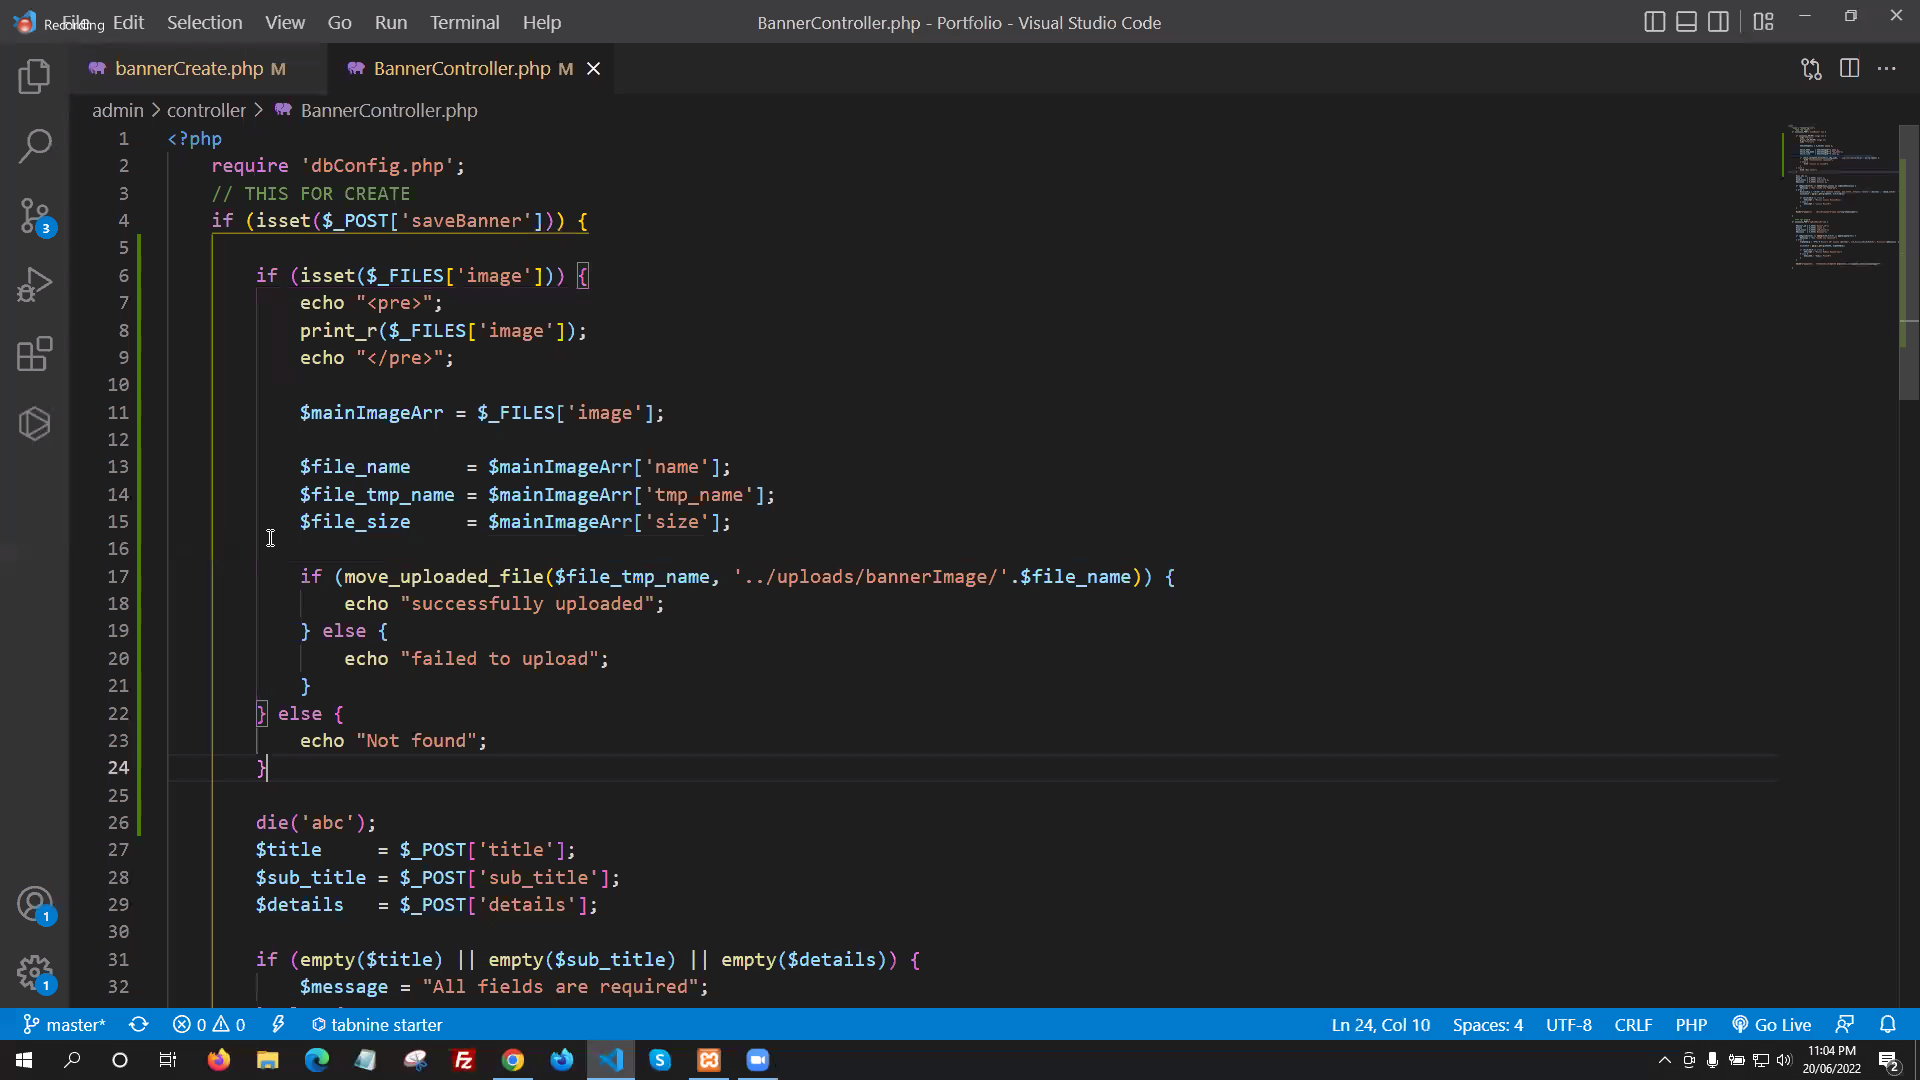 Recording
File Edit Selection View Go Run Terminal Help
BannerController.php - Portfolio - Visual Studio Code
bannerCreate.php M
BannerController.php M
admin > controller > BannerController.php
1 <?php
2 require 'dbConfig.php';
3 // THIS FOR CREATE
4 if (isset($_POST['saveBanner'])) {
5
6 if (isset($_FILES['image'])) {
7 echo "<pre>";
8 print_r($_FILES['image']);
9 echo "</pre>";
10
11 $mainImageArr = $_FILES['image'];
12
13 $file_name = $mainImageArr['name'];
14 $file_tmp_name = $mainImageArr['tmp_name'];
15 $file_size = $mainImageArr['size'];
16
17 if (move_uploaded_file($file_tmp_name, '../uploads/bannerImage/'.$file_name)) {
18 echo "successfully uploaded";
19 } else {
20 echo "failed to upload";
21 }
22 } else {
23 echo "Not found";
24 }
25
26 die('abc');
27 $title = $_POST['title'];
28 $sub_title = $_POST['sub_title'];
29 $details = $_POST['details'];
30
31 if (empty($title) || empty($sub_title) || empty($details)) {
32 $message = "All fields are required";
3
1
1
master* 0 0 tabnine starter
Ln 24, Col 10 Spaces: 4 UTF-8 CRLF PHP Go Live
11:04 PM
20/06/2022
2